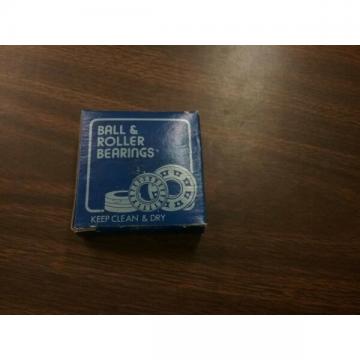 BALL &
ROLLER
BEARINGS
KEEP CLEAN & DRY